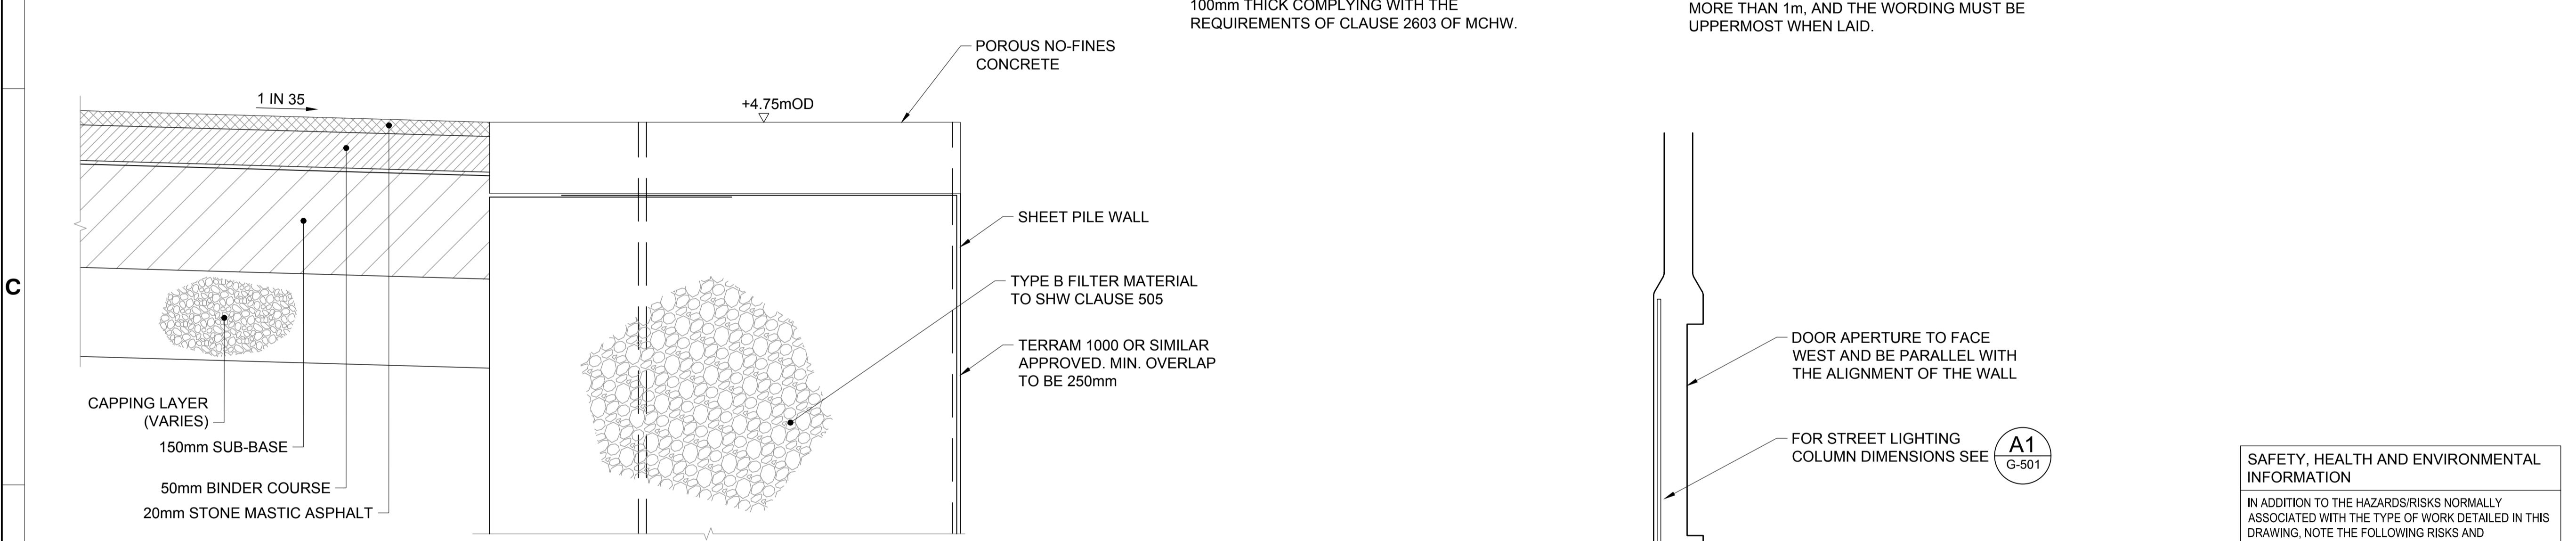 100mm THICK COMPLYING WITH THE
REQUIREMENTS OF CLAUSE 2603 OF MCHW.
MORE THAN 1m, AND THE WORDING MUST BE
UPPERMOST WHEN LAID.
POROUS NO-FINES
CONCRETE
1 IN 35
+4.75mOD
SHEET PILE WALL
TYPE B FILTER MATERIAL
TO SHW CLAUSE 505
TERRAM 1000 OR SIMILAR
APPROVED. MIN. OVERLAP
TO BE 250mm
C
CAPPING LAYER
(VARIES)
150mm SUB-BASE
50mm BINDER COURSE
20mm STONE MASTIC ASPHALT
DOOR APERTURE TO FACE
WEST AND BE PARALLEL WITH
THE ALIGNMENT OF THE WALL
FOR STREET LIGHTING
COLUMN DIMENSIONS SEE
A1
G-501
SAFETY, HEALTH AND ENVIRONMENTAL
INFORMATION
IN ADDITION TO THE HAZARDS/RISKS NORMALLY
ASSOCIATED WITH THE TYPE OF WORK DETAILED IN THIS
DRAWING, NOTE THE FOLLOWING RISKS AND